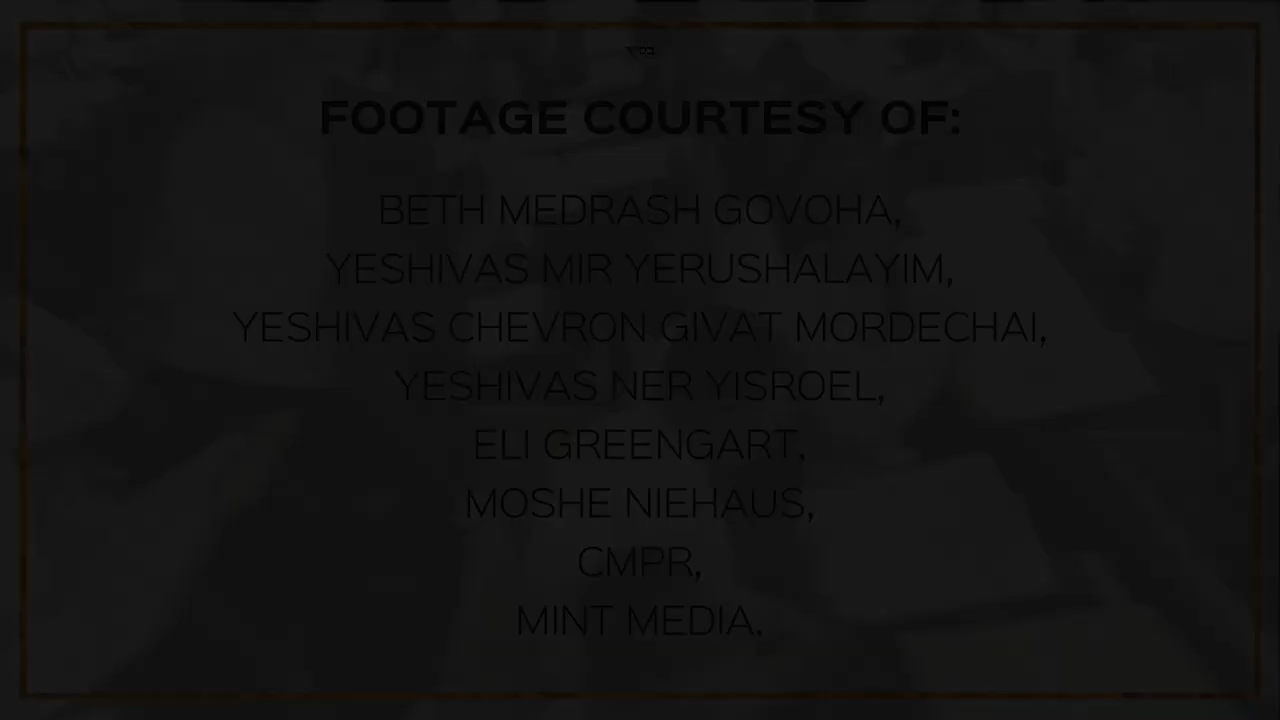 FOOTAGE COURTESY OF:
BETH MEDRASH GOVOHA,
YESHIVAS MIR YERUSHALAYIM,
YESHIVAS CHEVRON GIVAT MORDECHAI,
YESHIVAS NER YISROEL,
ELI GREENGART,
MOSHE NIEHAUS,
CMPR,
MINT MEDIA.